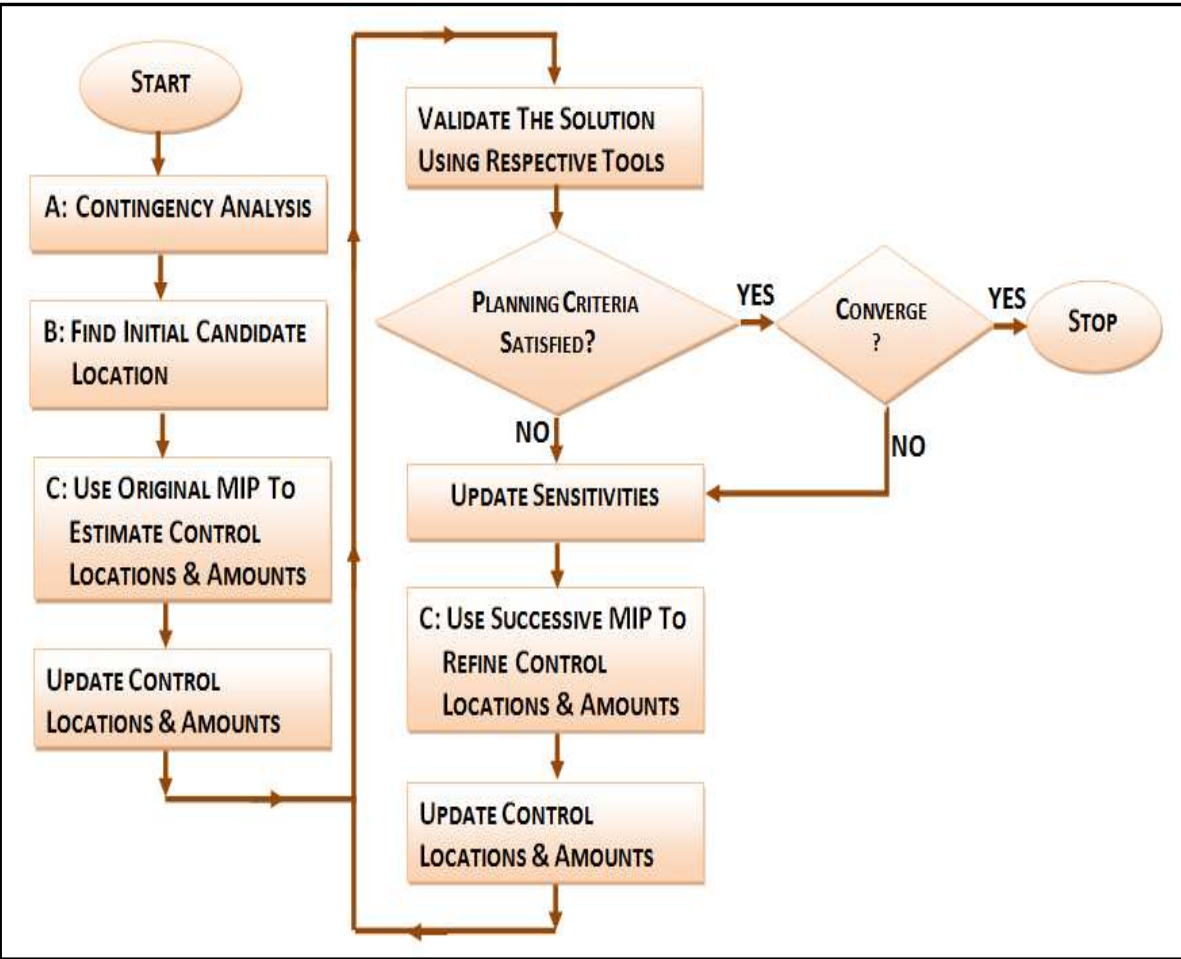 START
A: CONTINGENCY ANALYSIS
B: FIND INITIAL CANDIDATE
LOCATION
C: USE ORIGINAL MIP TO
ESTIMATE CONTROL
LOCATIONS & AMOUNTS
UPDATE CONTROL
LOCATIONS & AMOUNTS
VALIDATE THE SOLUTION
USING RESPECTIVE TOOLS
PLANNING CRITERIA
SATISFIED?
YES
CONVERGE
?
YES
STOP
NO
NO
UPDATE SENSITIVITIES
C: USE SUCCESSIVE MIP TO
REFINE CONTROL
LOCATIONS & AMOUNTS
UPDATE CONTROL
LOCATIONS & AMOUNTS